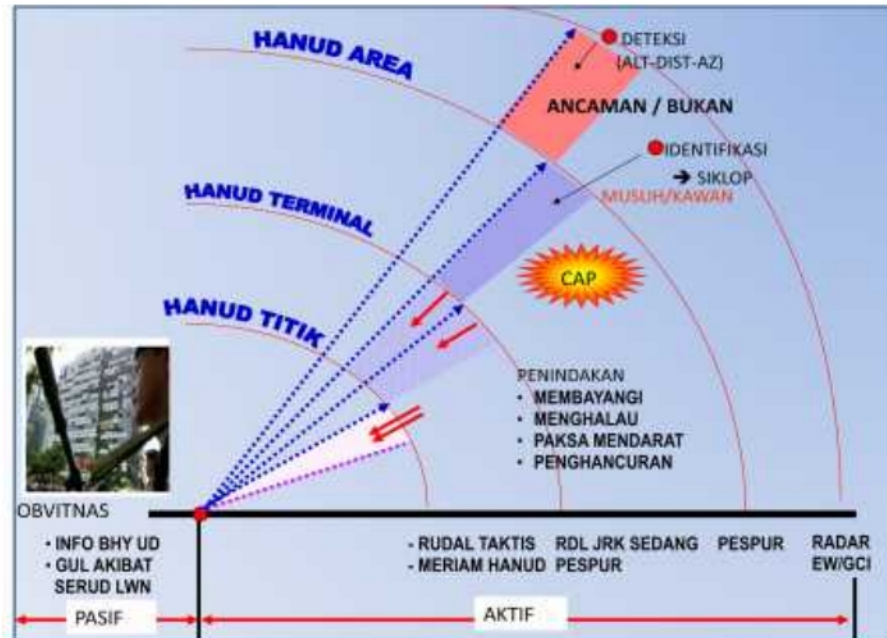 HANUD AREA
DETEKSI
(ALT-DIST-AZ)
ANCAMAN / BUKAN
IDENTIFIKASI
➔ SIKLOP
MUSUH/KAWAN
HANUD TERMINAL
CAP
HANUD TITIK
PENINDAKAN
• MEMBAYANGI
• MENGHALAU
• PAKSA MENDARAT
• PENGHANCURAN
OBVITNAS
• INFO BHY UD
• GUL AKIBAT
SERUD LWN
- RUDAL TAKTIS
- MERIAM HANUD
RDL JRK SEDANG
PESPUR
PESPUR
RADAR
EW/GCI
PASIF
AKTIF